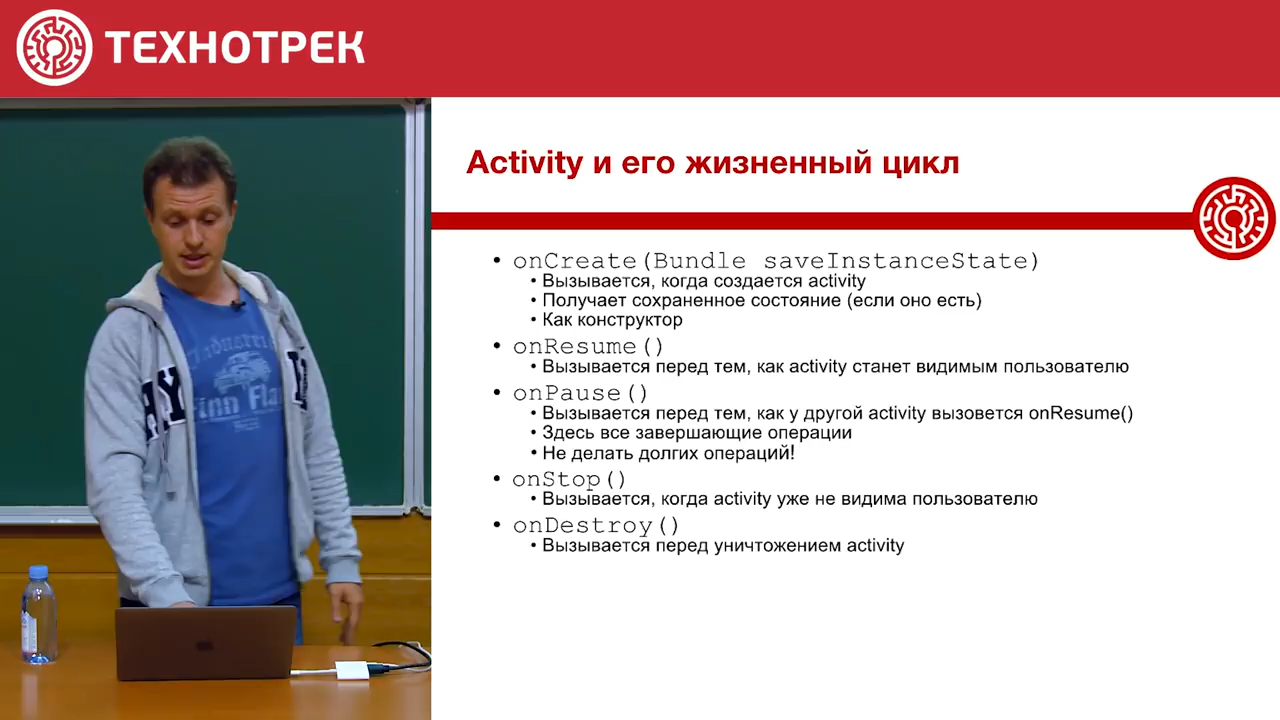 ТЕХНОТРЕК
Activity и его жизненный цикл
• onCreate(Bundle saveInstanceState)
• Вызывается, когда создается activity
• Получает сохраненное состояние (если оно есть)
• Как конструктор
• onResume()
• Вызывается перед тем, как activity станет видимым пользователю
• onPause()
• Вызывается перед тем, как у другой activity вызовется onResume()
• Здесь все завершающие операции
• Не делать долгих операций!
• onStop()
• Вызывается, когда activity уже не видима пользователю
• onDestroy()
• Вызывается перед уничтожением activity